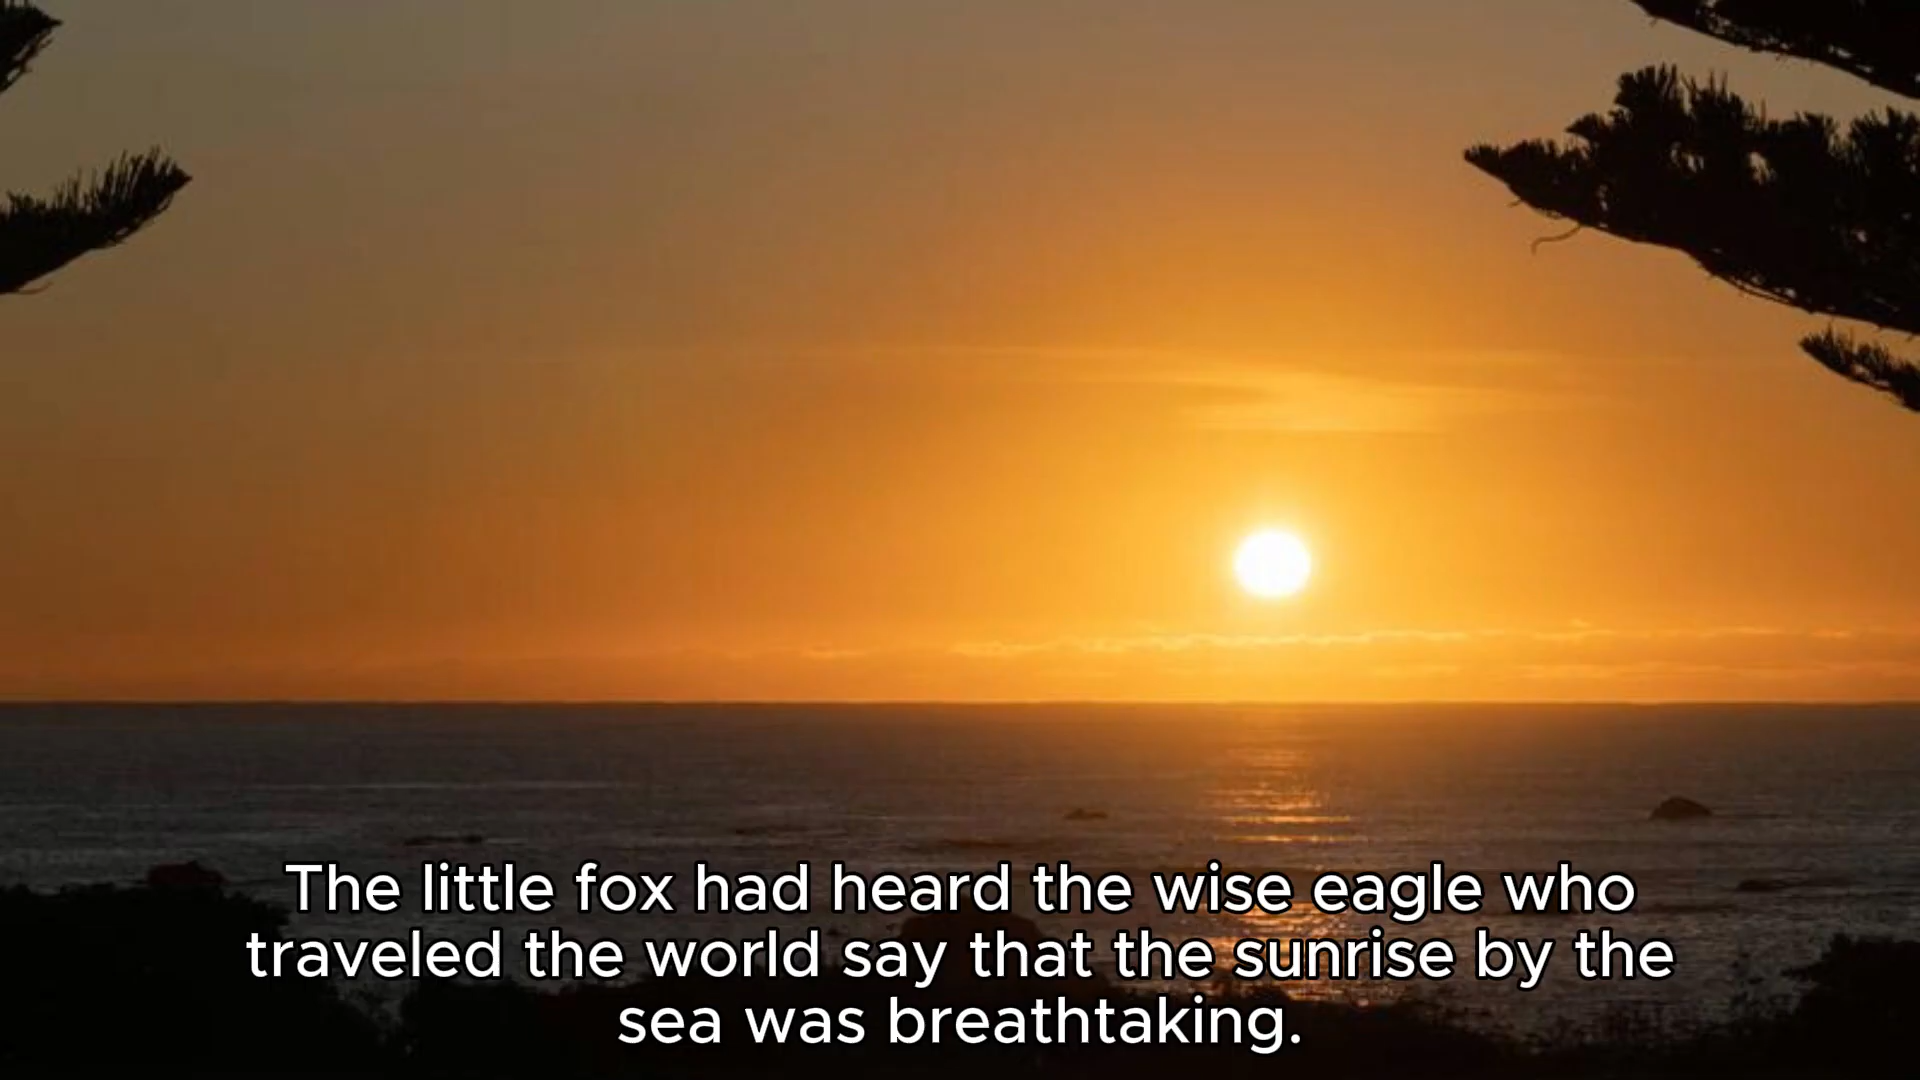 The little fox had heard the wise eagle who
traveled the world say that the sunrise by the
sea was breathtaking.